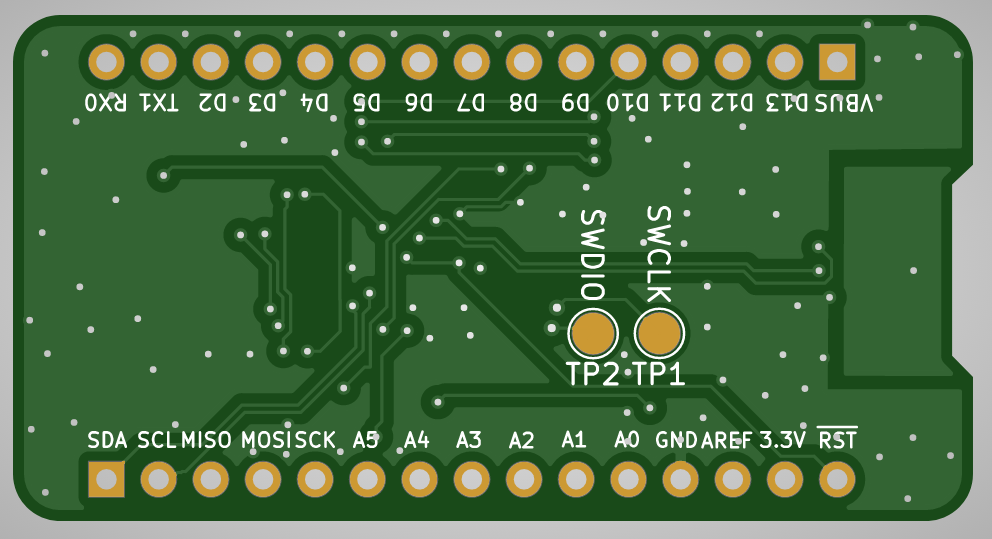 RX0 TX1 D2 D3 D4 D5 D6 D7 D8 D9 D10 D11 D12 D13 VBUS
SWDIO
SWCLK
TP2 TP1
SDA SCL MISO MOSI SCK A5 A4 A3 A2 A1 A0 GND AREF 3.3V RST